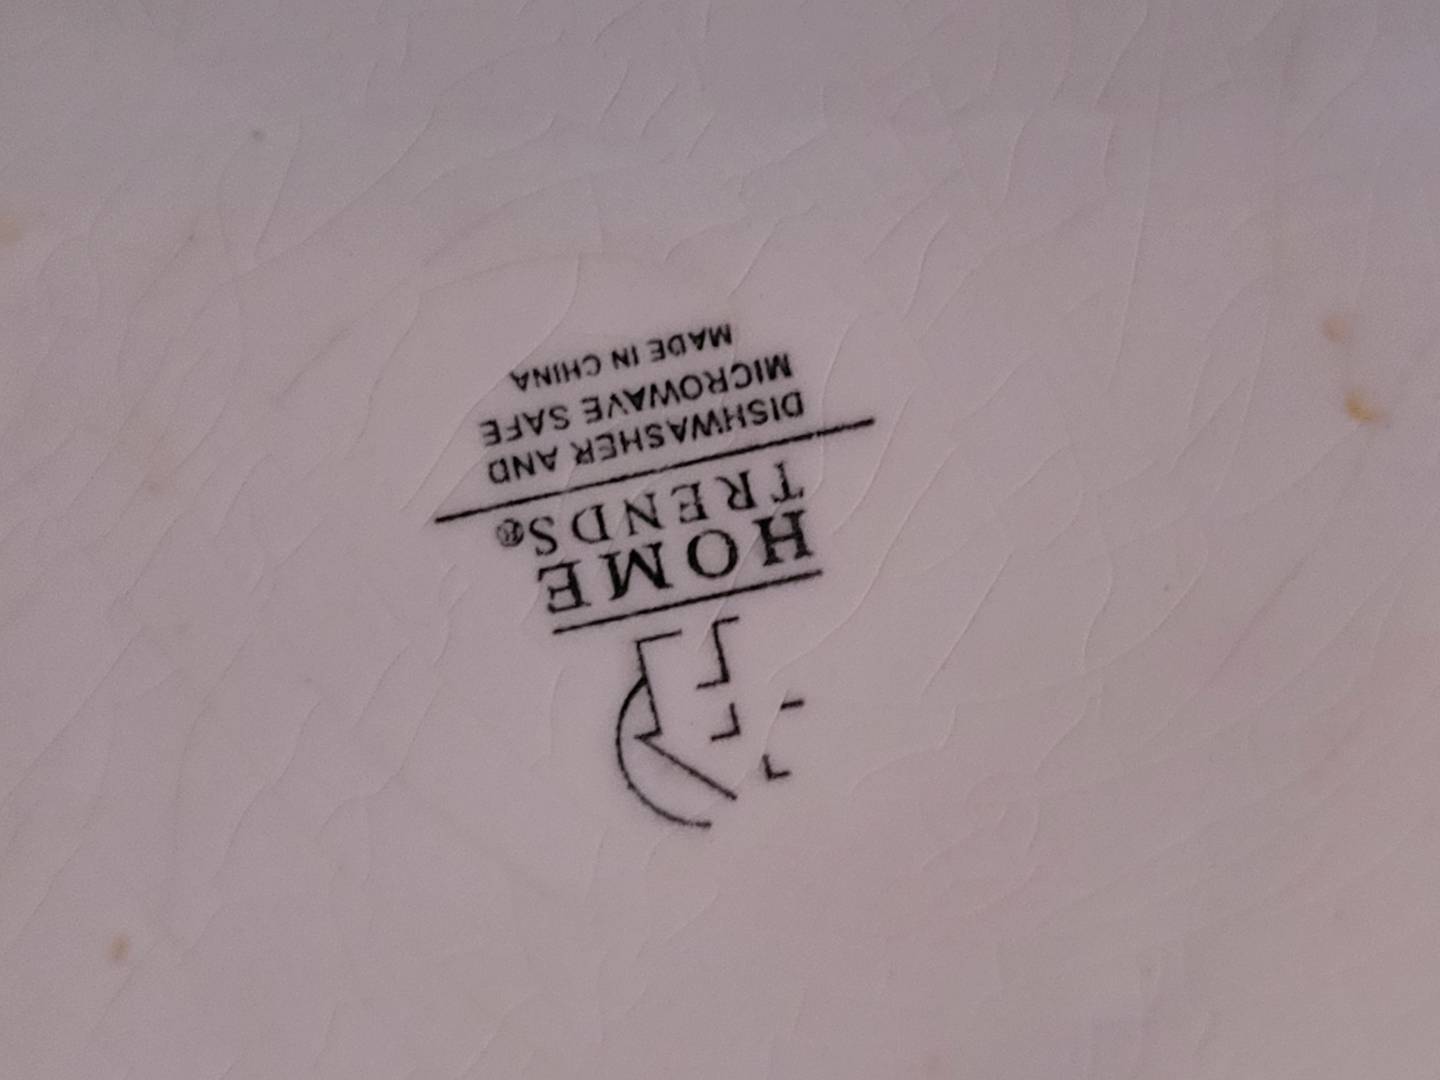 HOME
TRENDS®
DISHWASHER AND
MICROWAVE SAFE
MADE IN CHINA